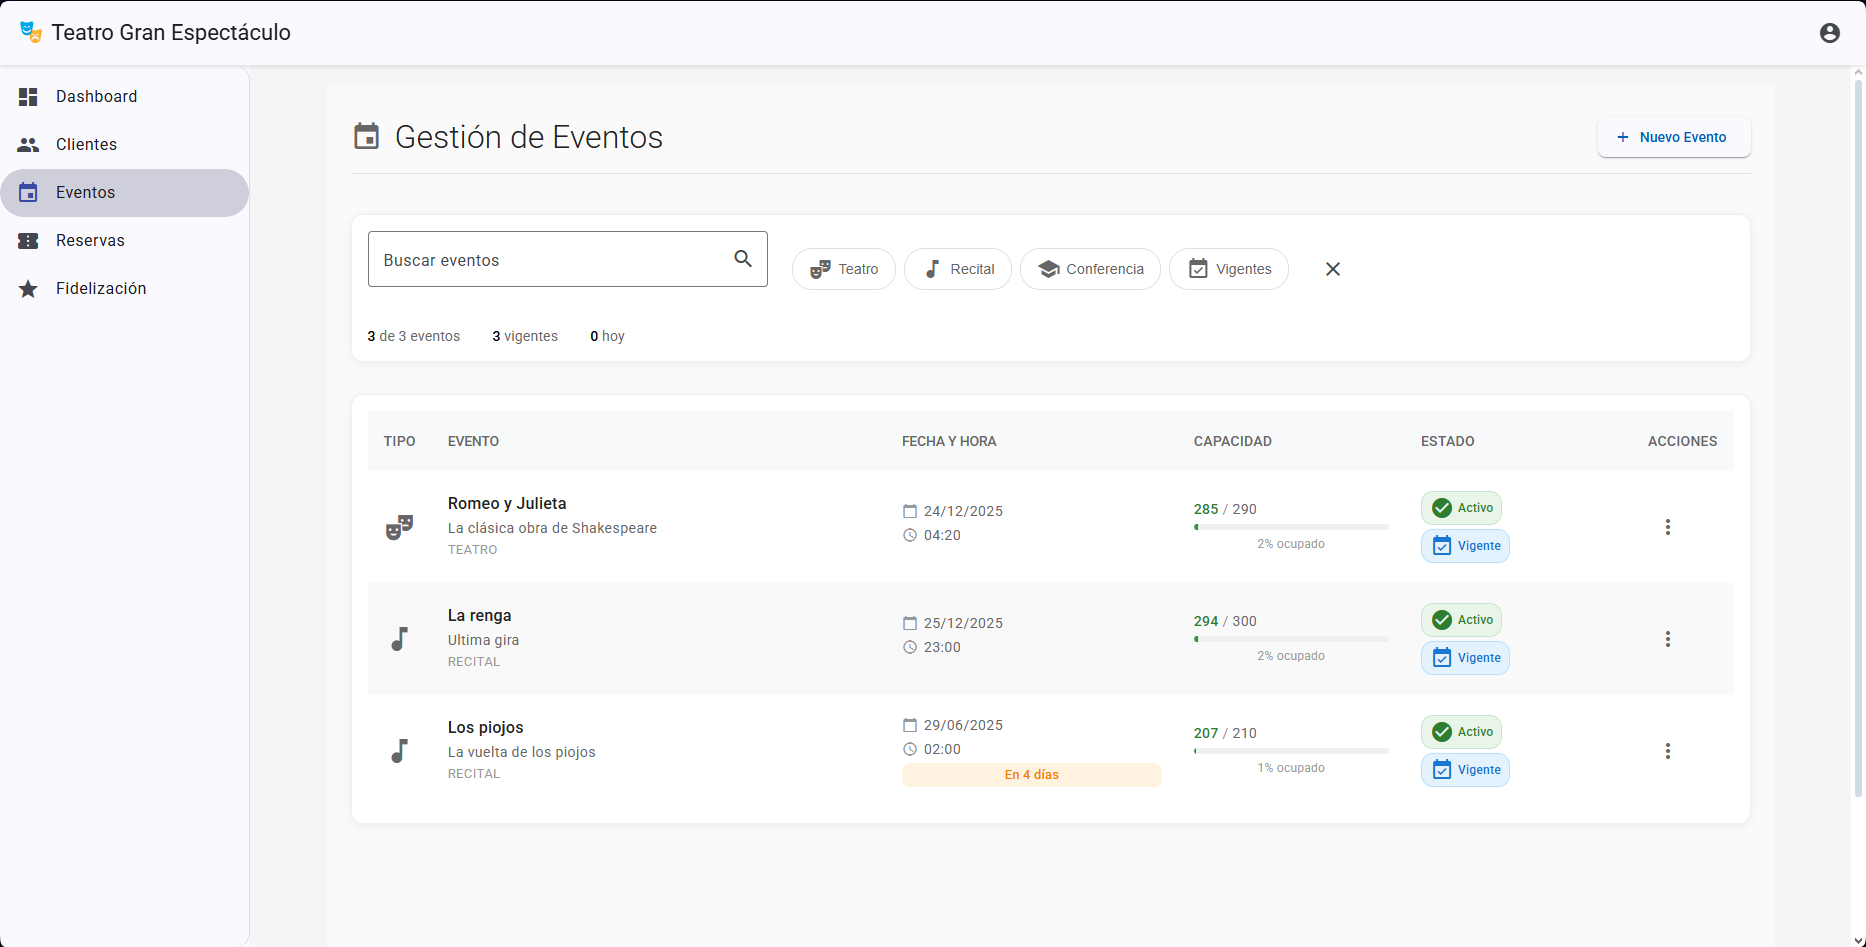 Teatro Gran Espectáculo
Dashboard
Clientes
Eventos
Reservas
Fidelización
Gestión de Eventos
+ Nuevo Evento
Buscar eventos
Teatro
Recital
Conferencia
Vigentes
3 de 3 eventos
3 vigentes
0 hoy
TIPO EVENTO FECHA Y HORA CAPACIDAD ESTADO ACCIONES
Romeo y Julieta
La clásica obra de Shakespeare
TEATRO
24/12/2025
04:20
285 / 290
2% ocupado
Activo
Vigente
La renga
Ultima gira
RECITAL
25/12/2025
23:00
294 / 300
2% ocupado
Activo
Vigente
Los piojos
La vuelta de los piojos
RECITAL
29/06/2025
02:00
En 4 días
207 / 210
1% ocupado
Activo
Vigente